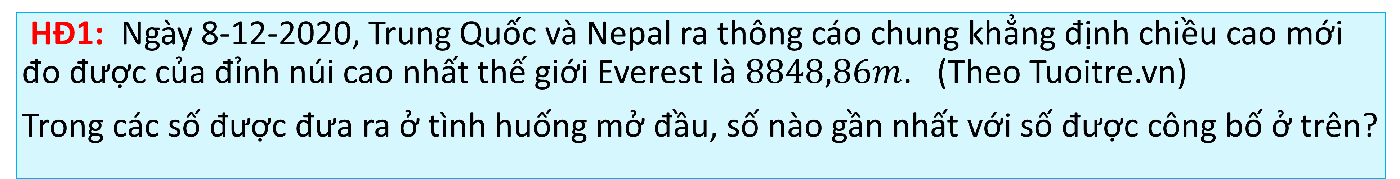 HĐ1: Ngày 8-12-2020, Trung Quốc và Nepal ra thông cáo chung khẳng định chiều cao mới
đo được của đỉnh núi cao nhất thế giới Everest là 8848,86m. (Theo Tuoitre.vn)
Trong các số được đưa ra ở tình huống mở đầu, số nào gần nhất với số được công bố ở trên?